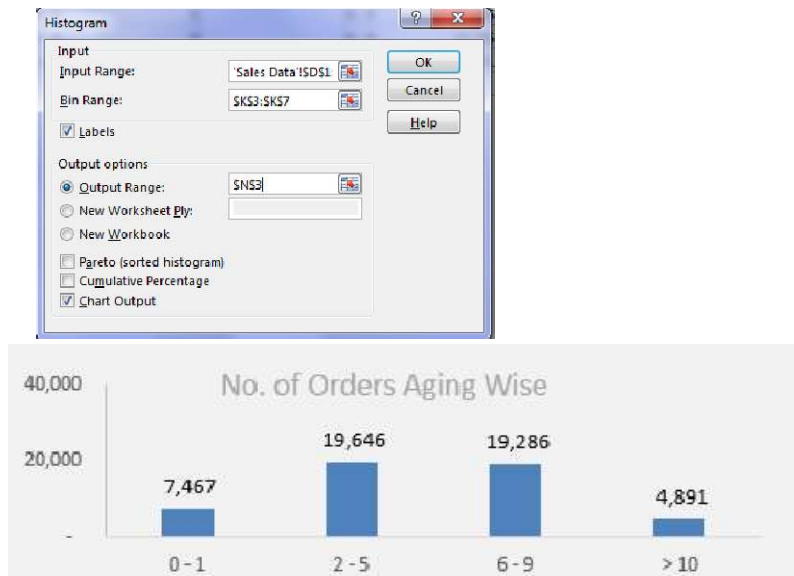 Histogram
Input
Input Range: 'Sales Data'!$D$1: OK
Bin Range: $K$3:$K$7 Cancel
Labels Help
Output options
Output Range: $N$3
New Worksheet Ply:
New Workbook
Pareto (sorted histogram)
Cumulative Percentage
Chart Output
No. of Orders Aging Wise
40,000
20,000
-
7,467 19,646 19,286 4,891
0 - 1 2 - 5 6 - 9 > 10